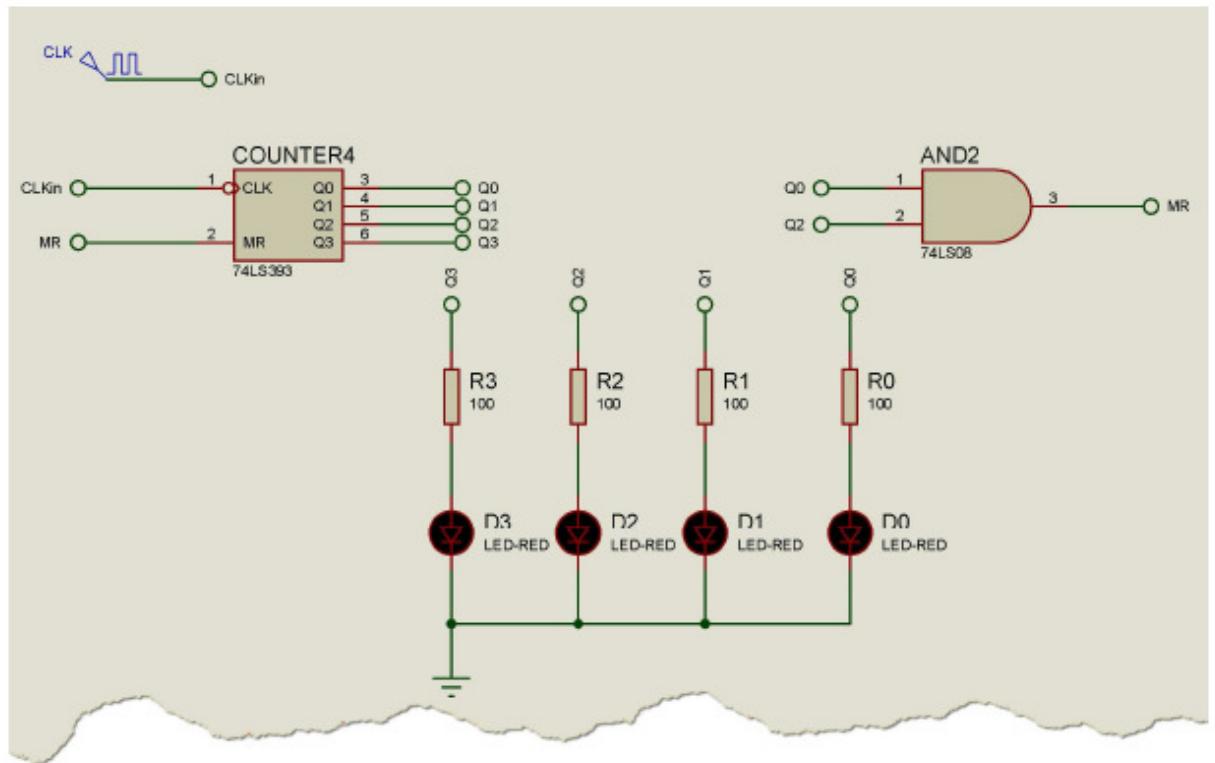 CLK
CLKin
COUNTER4
AND2
CLKin 1 CLK Q0 3 Q0
Q1 4 Q1
Q2 5 Q2
MR 2 MR Q3 6 Q3
74LS393
Q0 1
3 MR
Q2 2
74LS08
Q3 Q2 Q1 Q0
R3 R2 R1 R0
100 100 100 100
D3 D2 D1 D0
LED-RED LED-RED LED-RED LED-RED